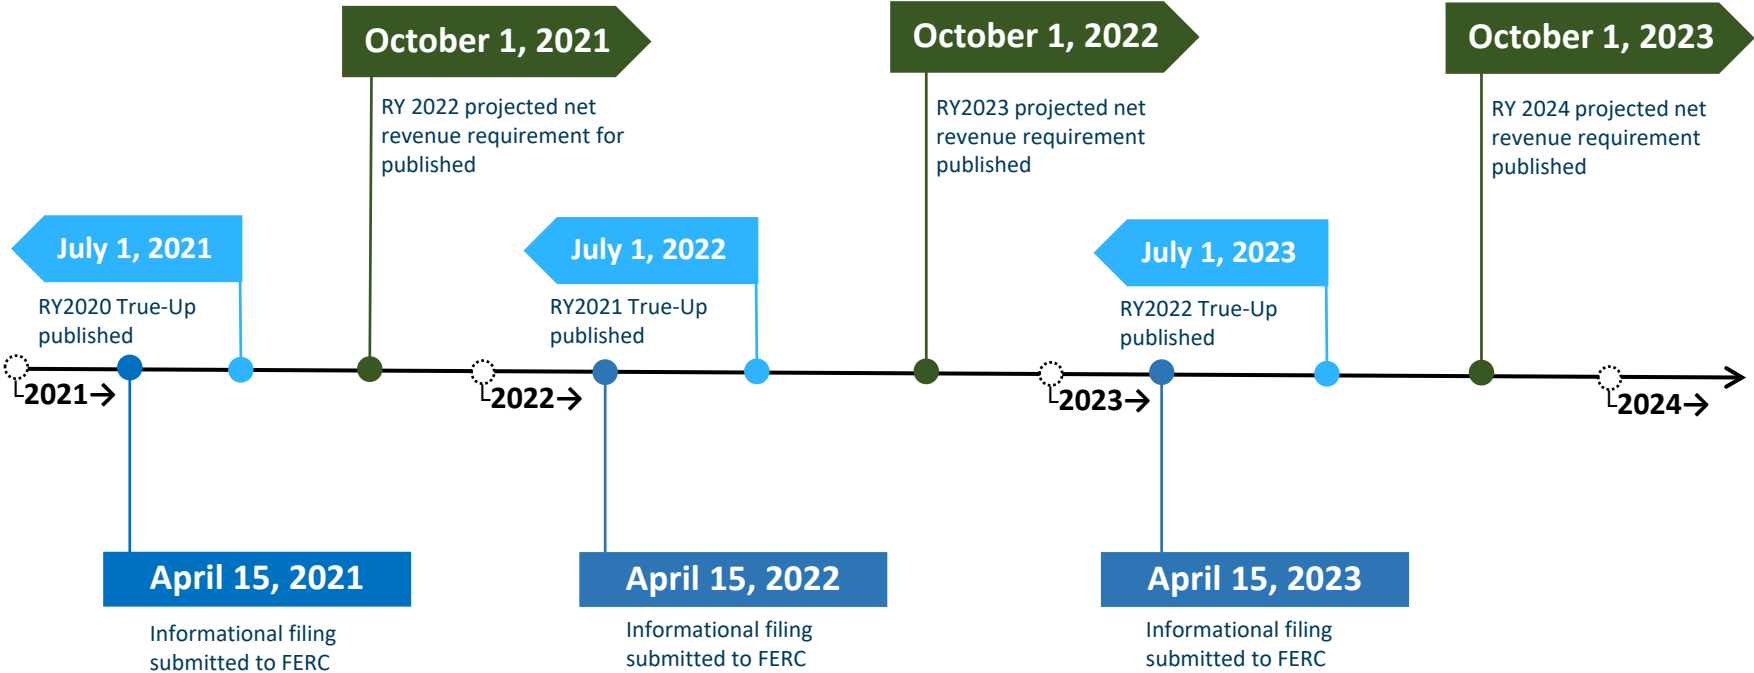 October 1, 2021
RY 2022 projected net
revenue requirement for
published
October 1, 2022
RY2023 projected net
revenue requirement
published
October 1, 2023
RY 2024 projected net
revenue requirement
published
July 1, 2021
RY2020 True-Up
published
July 1, 2022
RY2021 True-Up
published
July 1, 2023
RY2022 True-Up
published
└2021→
└2022→
└2023→
└2024→
April 15, 2021
Informational filing
submitted to FERC
April 15, 2022
Informational filing
submitted to FERC
April 15, 2023
Informational filing
submitted to FERC